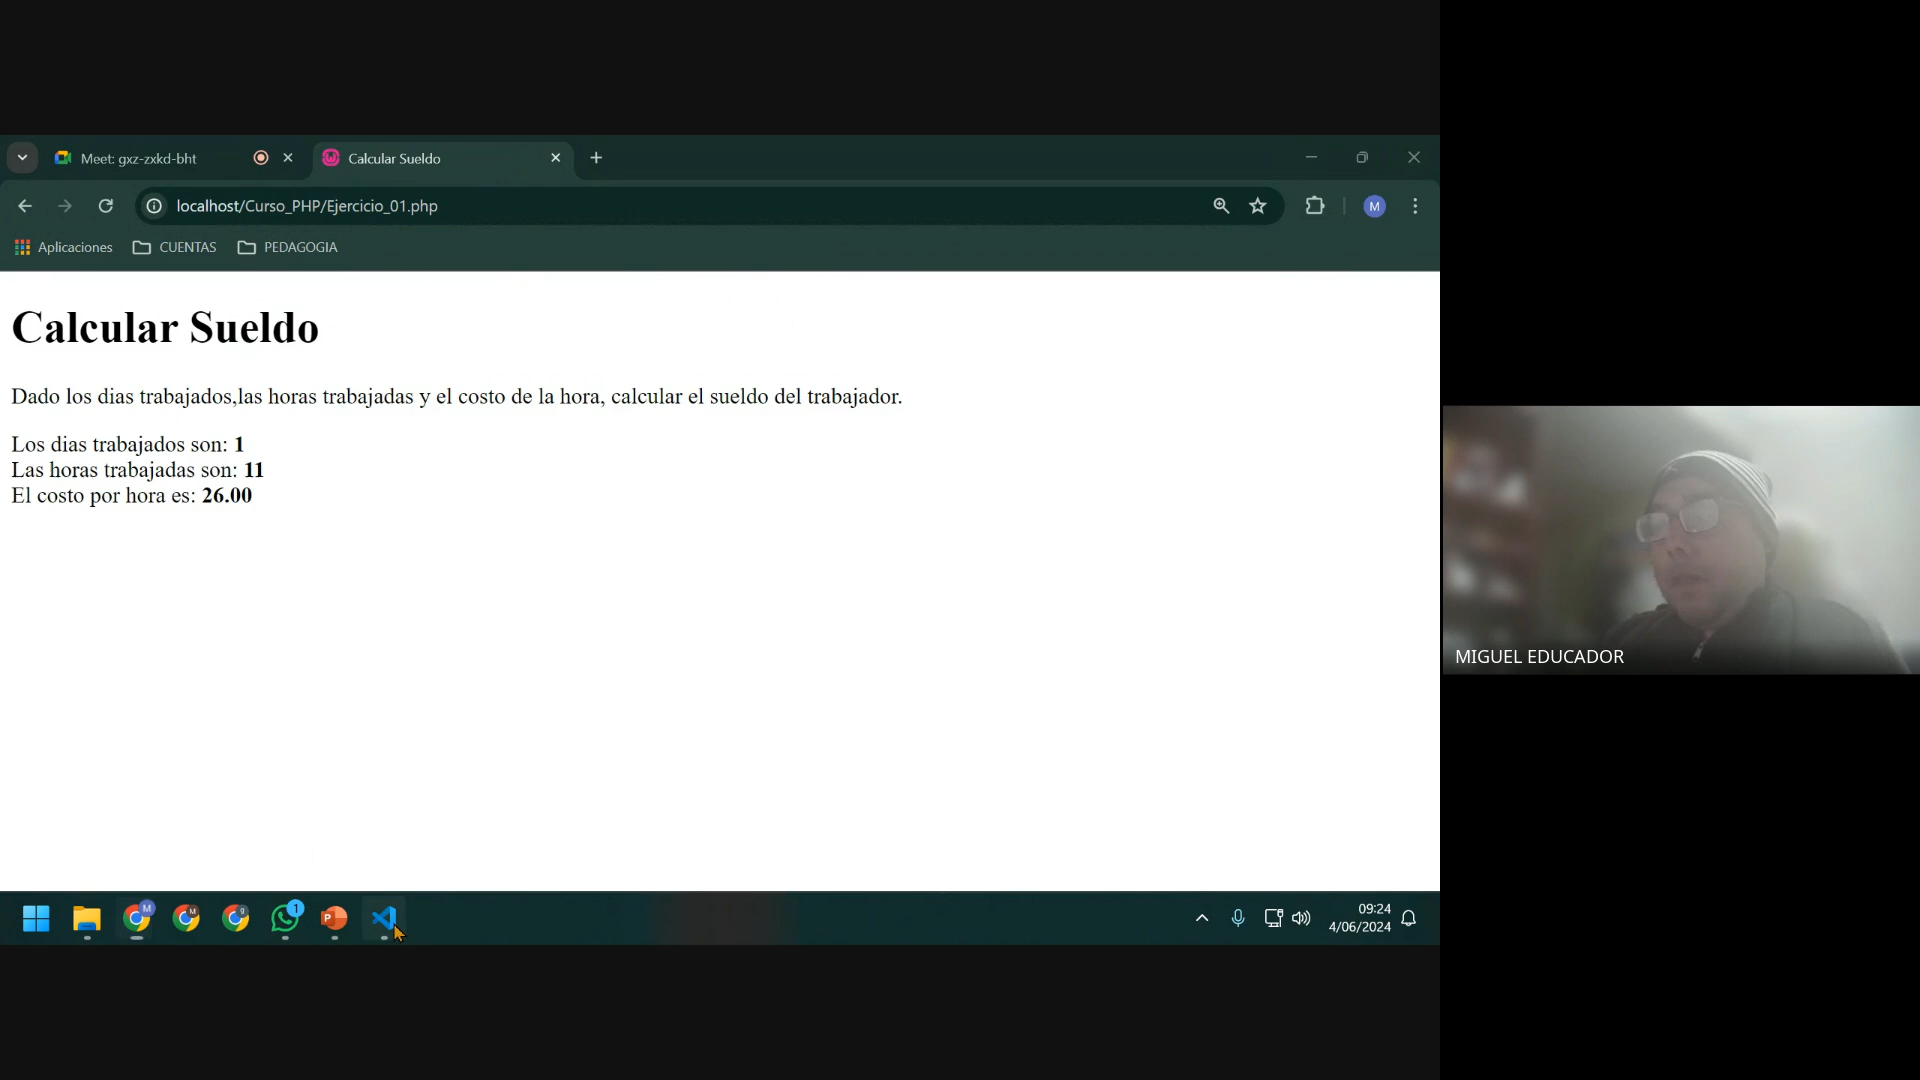 Meet: gxz-zxkd-bht
Calcular Sueldo
localhost/Curso_PHP/Ejercicio_01.php
M
Aplicaciones
CUENTAS
PEDAGOGIA
Calcular Sueldo
Dado los dias trabajados,las horas trabajadas y el costo de la hora, calcular el sueldo del trabajador.
Los dias trabajados son: 1
Las horas trabajadas son: 11
El costo por hora es: 26.00
MIGUEL EDUCADOR
M
M
g
1
P
09:24
4/06/2024